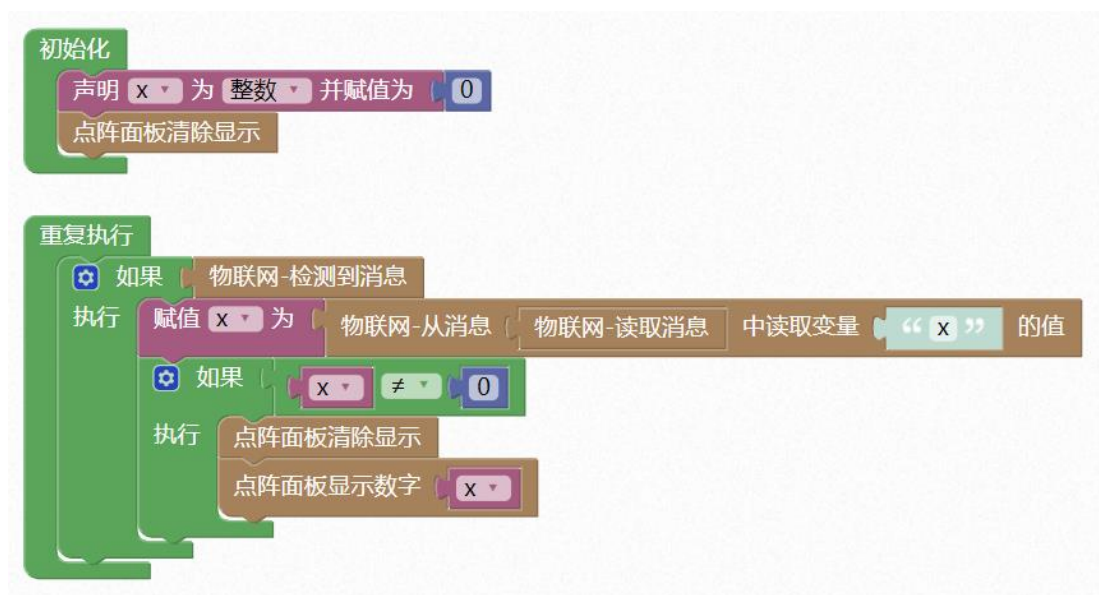 初始化
声明 x 为 整数 并赋值为 0
点阵面板清除显示
重复执行
如果 物联网-检测到消息
执行 赋值 x 为 物联网-从消息 物联网-读取消息 中读取变量 “ x ” 的值
如果 x ≠ 0
执行 点阵面板清除显示
点阵面板显示数字 x